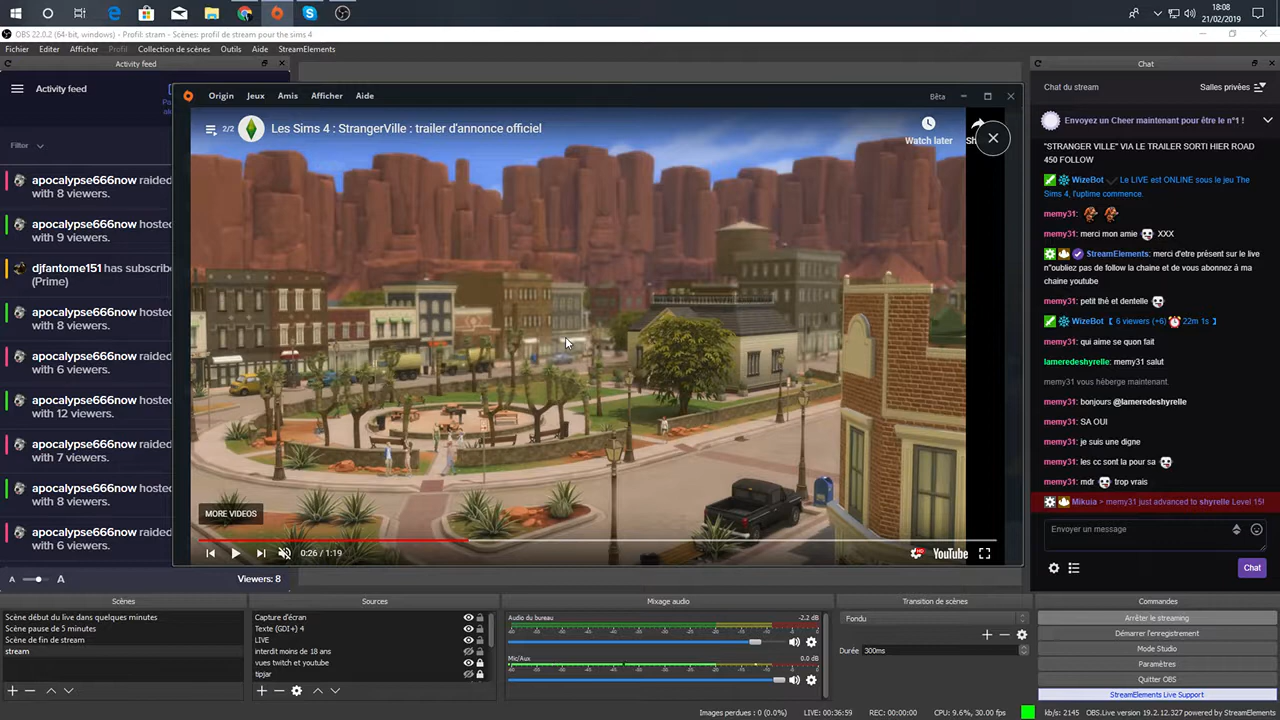 18:08
21/02/2019
OBS 22.0.2 (64-bit, windows) - Profil: stram - Scènes: profil de stream pour the sims 4
Fichier Editer Afficher Profil Collection de scènes Outils Aide StreamElements
Activity feed
Activity feed
Filter
apocalypse666now raided
with 8 viewers.
apocalypse666now hosted
with 9 viewers.
djfantome151 has subscribe
(Prime)
apocalypse666now hosted
with 8 viewers.
apocalypse666now raided
with 6 viewers.
apocalypse666now hosted
with 12 viewers.
apocalypse666now raided
with 7 viewers.
apocalypse666now hosted
with 8 viewers.
apocalypse666now raided
with 6 viewers.
A A Viewers: 8
Origin Jeux Amis Afficher Aide
Bêta
2/2 Les Sims 4 : StrangerVille : trailer d'annonce officiel
Watch later
MORE VIDEOS
0:26 / 1:19
HD YouTube
Chat
Chat du stream Salles privées
Envoyez un Cheer maintenant pour être le n°1 !
"STRANGER VILLE" VIA LE TRAILER SORTI HIER ROAD
450 FOLLOW
WizeBot Le LIVE est ONLINE sous le jeu The
Sims 4, l'uptime commence.
memy31:
memy31: merci mon amie XXX
StreamElements: merci d'etre présent sur le live
n"oubliez pas de follow la chaine et de vous abonnez à ma
chaine youtube
memy31: petit thé et dentelle
WizeBot 【 6 viewers (+6) 22m 1s 】
memy31: qui aime se quon fait
lameredeshyrelle: memy31 salut
memy31 vous héberge maintenant.
memy31: bonjours @lameredeshyrelle
memy31: SA OUI
memy31: je suis une digne
memy31: les cc sont la pour sa
memy31: mdr trop vrais
Mikuia > memy31 just advanced to shyrelle Level 15!
Envoyer un message
Chat
Scènes
Scène début du live dans quelques minutes
Scène pause de 5 minutes
Scène de fin de stream
stream
Sources
Capture d'écran
Texte (GDI+) 4
LIVE
interdit moins de 18 ans
vues twitch et youtube
tipjar
Mixage audio
Audio du bureau -2.2 dB
Mic/Aux 0.0 dB
Transition de scènes
Fondu
Durée 300ms
Commandes
Arrêter le streaming
Démarrer l'enregistrement
Mode Studio
Paramètres
Quitter OBS
StreamElements Live Support
Images perdues : 0 (0.0%) LIVE: 00:36:59 REC: 00:00:00 CPU: 9.6%, 30.00 fps kb/s: 2145 OBS.Live version 19.2.12.327 powered by StreamElements